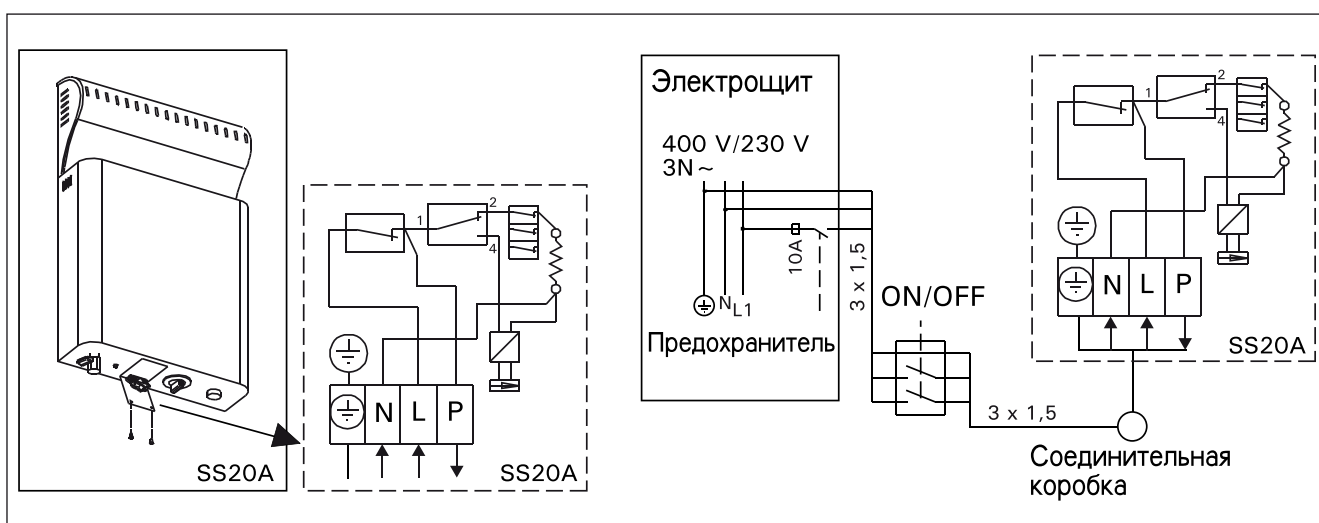 SS20A
1
2
4
N L P
SS20A
Электрощит
400 V/230 V
3N ~
10A
N
L1
Предохранитель
3 x 1,5
ON/OFF
3 x 1,5
Соединительная
коробка
1
2
4
N L P
SS20A